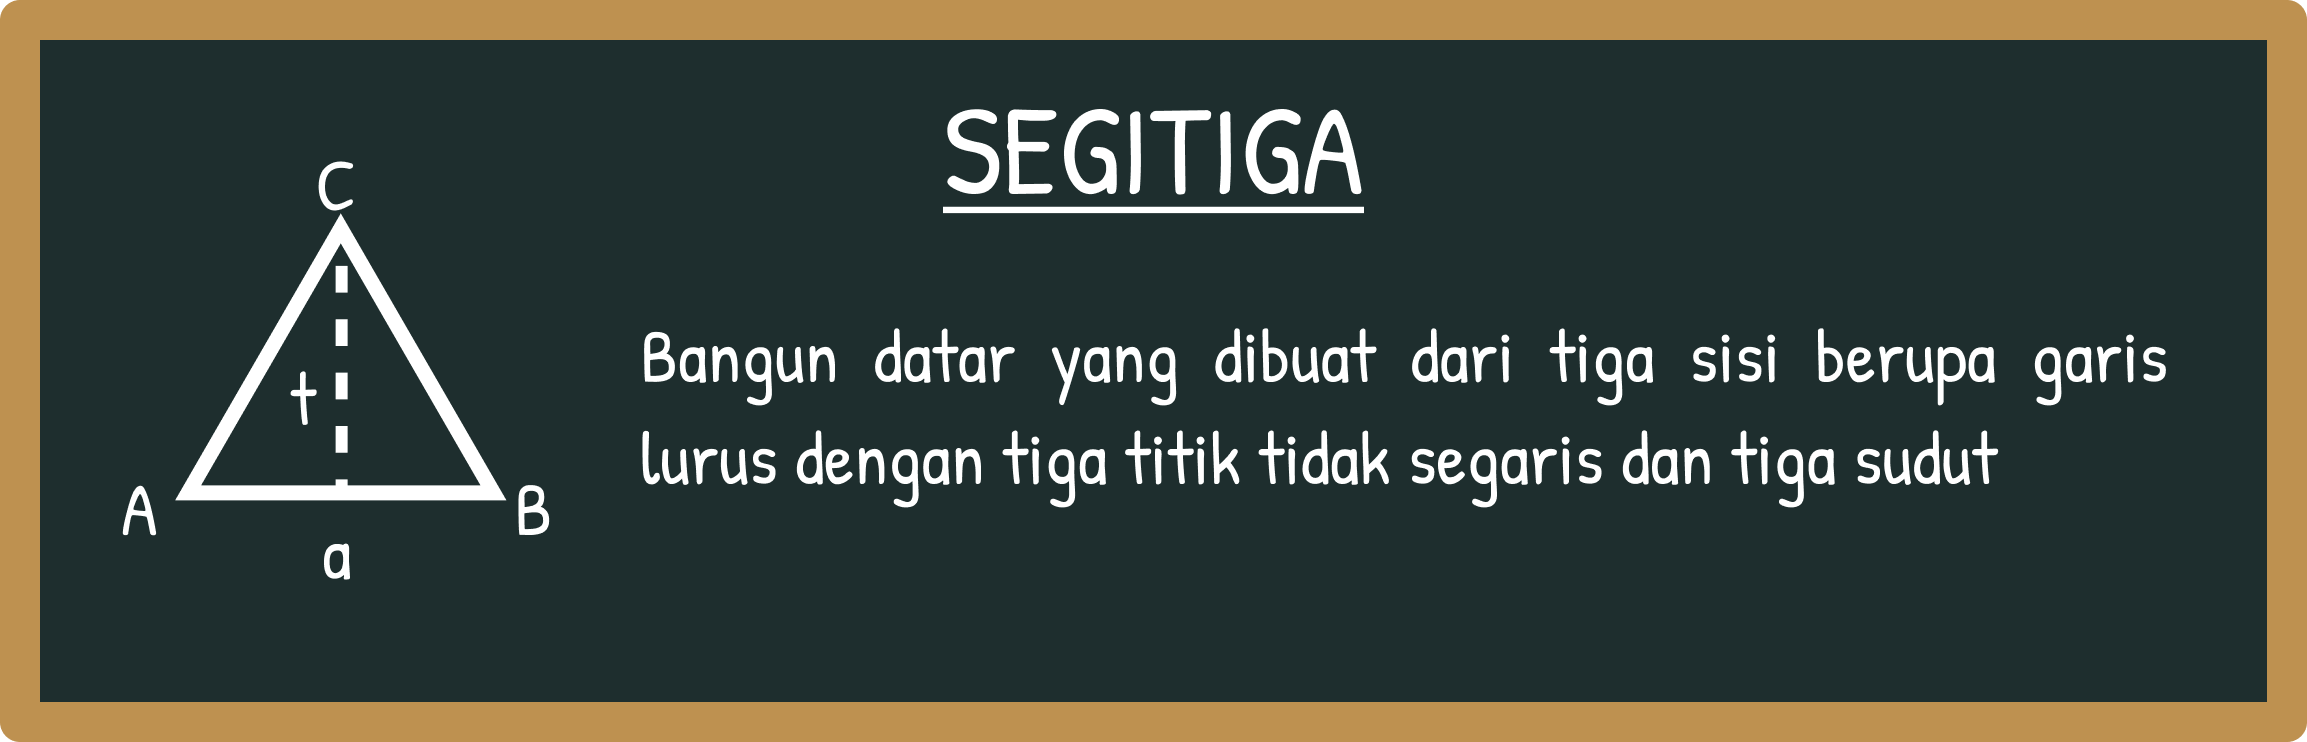 SEGITIGA
C
t
A
B
a
Bangun datar yang dibuat dari tiga sisi berupa garis
lurus dengan tiga titik tidak segaris dan tiga sudut